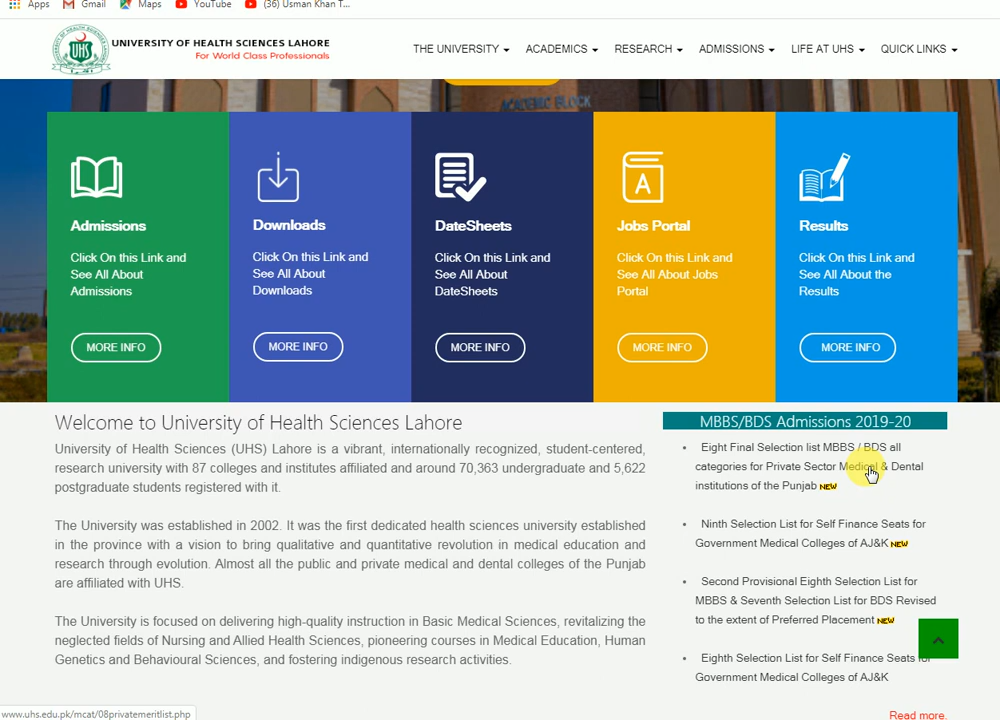 Apps Gmail Maps YouTube (36) Usman Khan T...
UHS
UNIVERSITY OF HEALTH SCIENCES LAHORE
For World Class Professionals
THE UNIVERSITY ACADEMICS RESEARCH ADMISSIONS LIFE AT UHS QUICK LINKS
ACADEMIC BLOCK
A
Admissions
Click On this Link and
See All About
Admissions
MORE INFO
Downloads
Click On this Link and
See All About
Downloads
MORE INFO
DateSheets
Click On this Link and
See All About
DateSheets
MORE INFO
Jobs Portal
Click On this Link and
See All About Jobs
Portal
MORE INFO
Results
Click On this Link and
See All About the
Results
MORE INFO
Welcome to University of Health Sciences Lahore
University of Health Sciences (UHS) Lahore is a vibrant, internationally recognized, student-centered,
research university with 87 colleges and institutes affiliated and around 70,363 undergraduate and 5,622
postgraduate students registered with it.
The University was established in 2002. It was the first dedicated health sciences university established
in the province with a vision to bring qualitative and quantitative revolution in medical education and
research through evolution. Almost all the public and private medical and dental colleges of the Punjab
are affiliated with UHS.
The University is focused on delivering high-quality instruction in Basic Medical Sciences, revitalizing the
neglected fields of Nursing and Allied Health Sciences, pioneering courses in Medical Education, Human
Genetics and Behavioural Sciences, and fostering indigenous research activities.
MBBS/BDS Admissions 2019-20
• Eight Final Selection list MBBS / BDS all
categories for Private Sector Medical & Dental
institutions of the Punjab NEW
• Ninth Selection List for Self Finance Seats for
Government Medical Colleges of AJ&K NEW
• Second Provisional Eighth Selection List for
MBBS & Seventh Selection List for BDS Revised
to the extent of Preferred Placement NEW
• Eighth Selection List for Self Finance Seats for
Government Medical Colleges of AJ&K
Read more.
www.uhs.edu.pk/mcat/08privatemeritlist.php